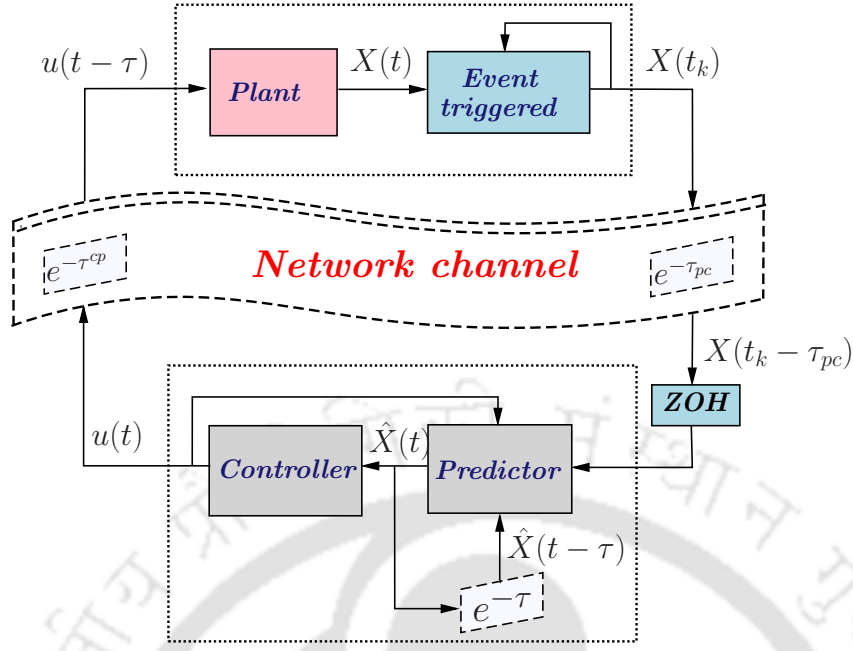 u(t − τ)
X(t)
X(t_k)
Plant
Event
triggered
e^{−τ^{cp}}
Network channel
e^{−τ_{pc}}
X(t_k − τ_{pc})
ZOH
u(t)
X̂(t)
Controller
Predictor
X̂(t − τ)
e^{−τ}